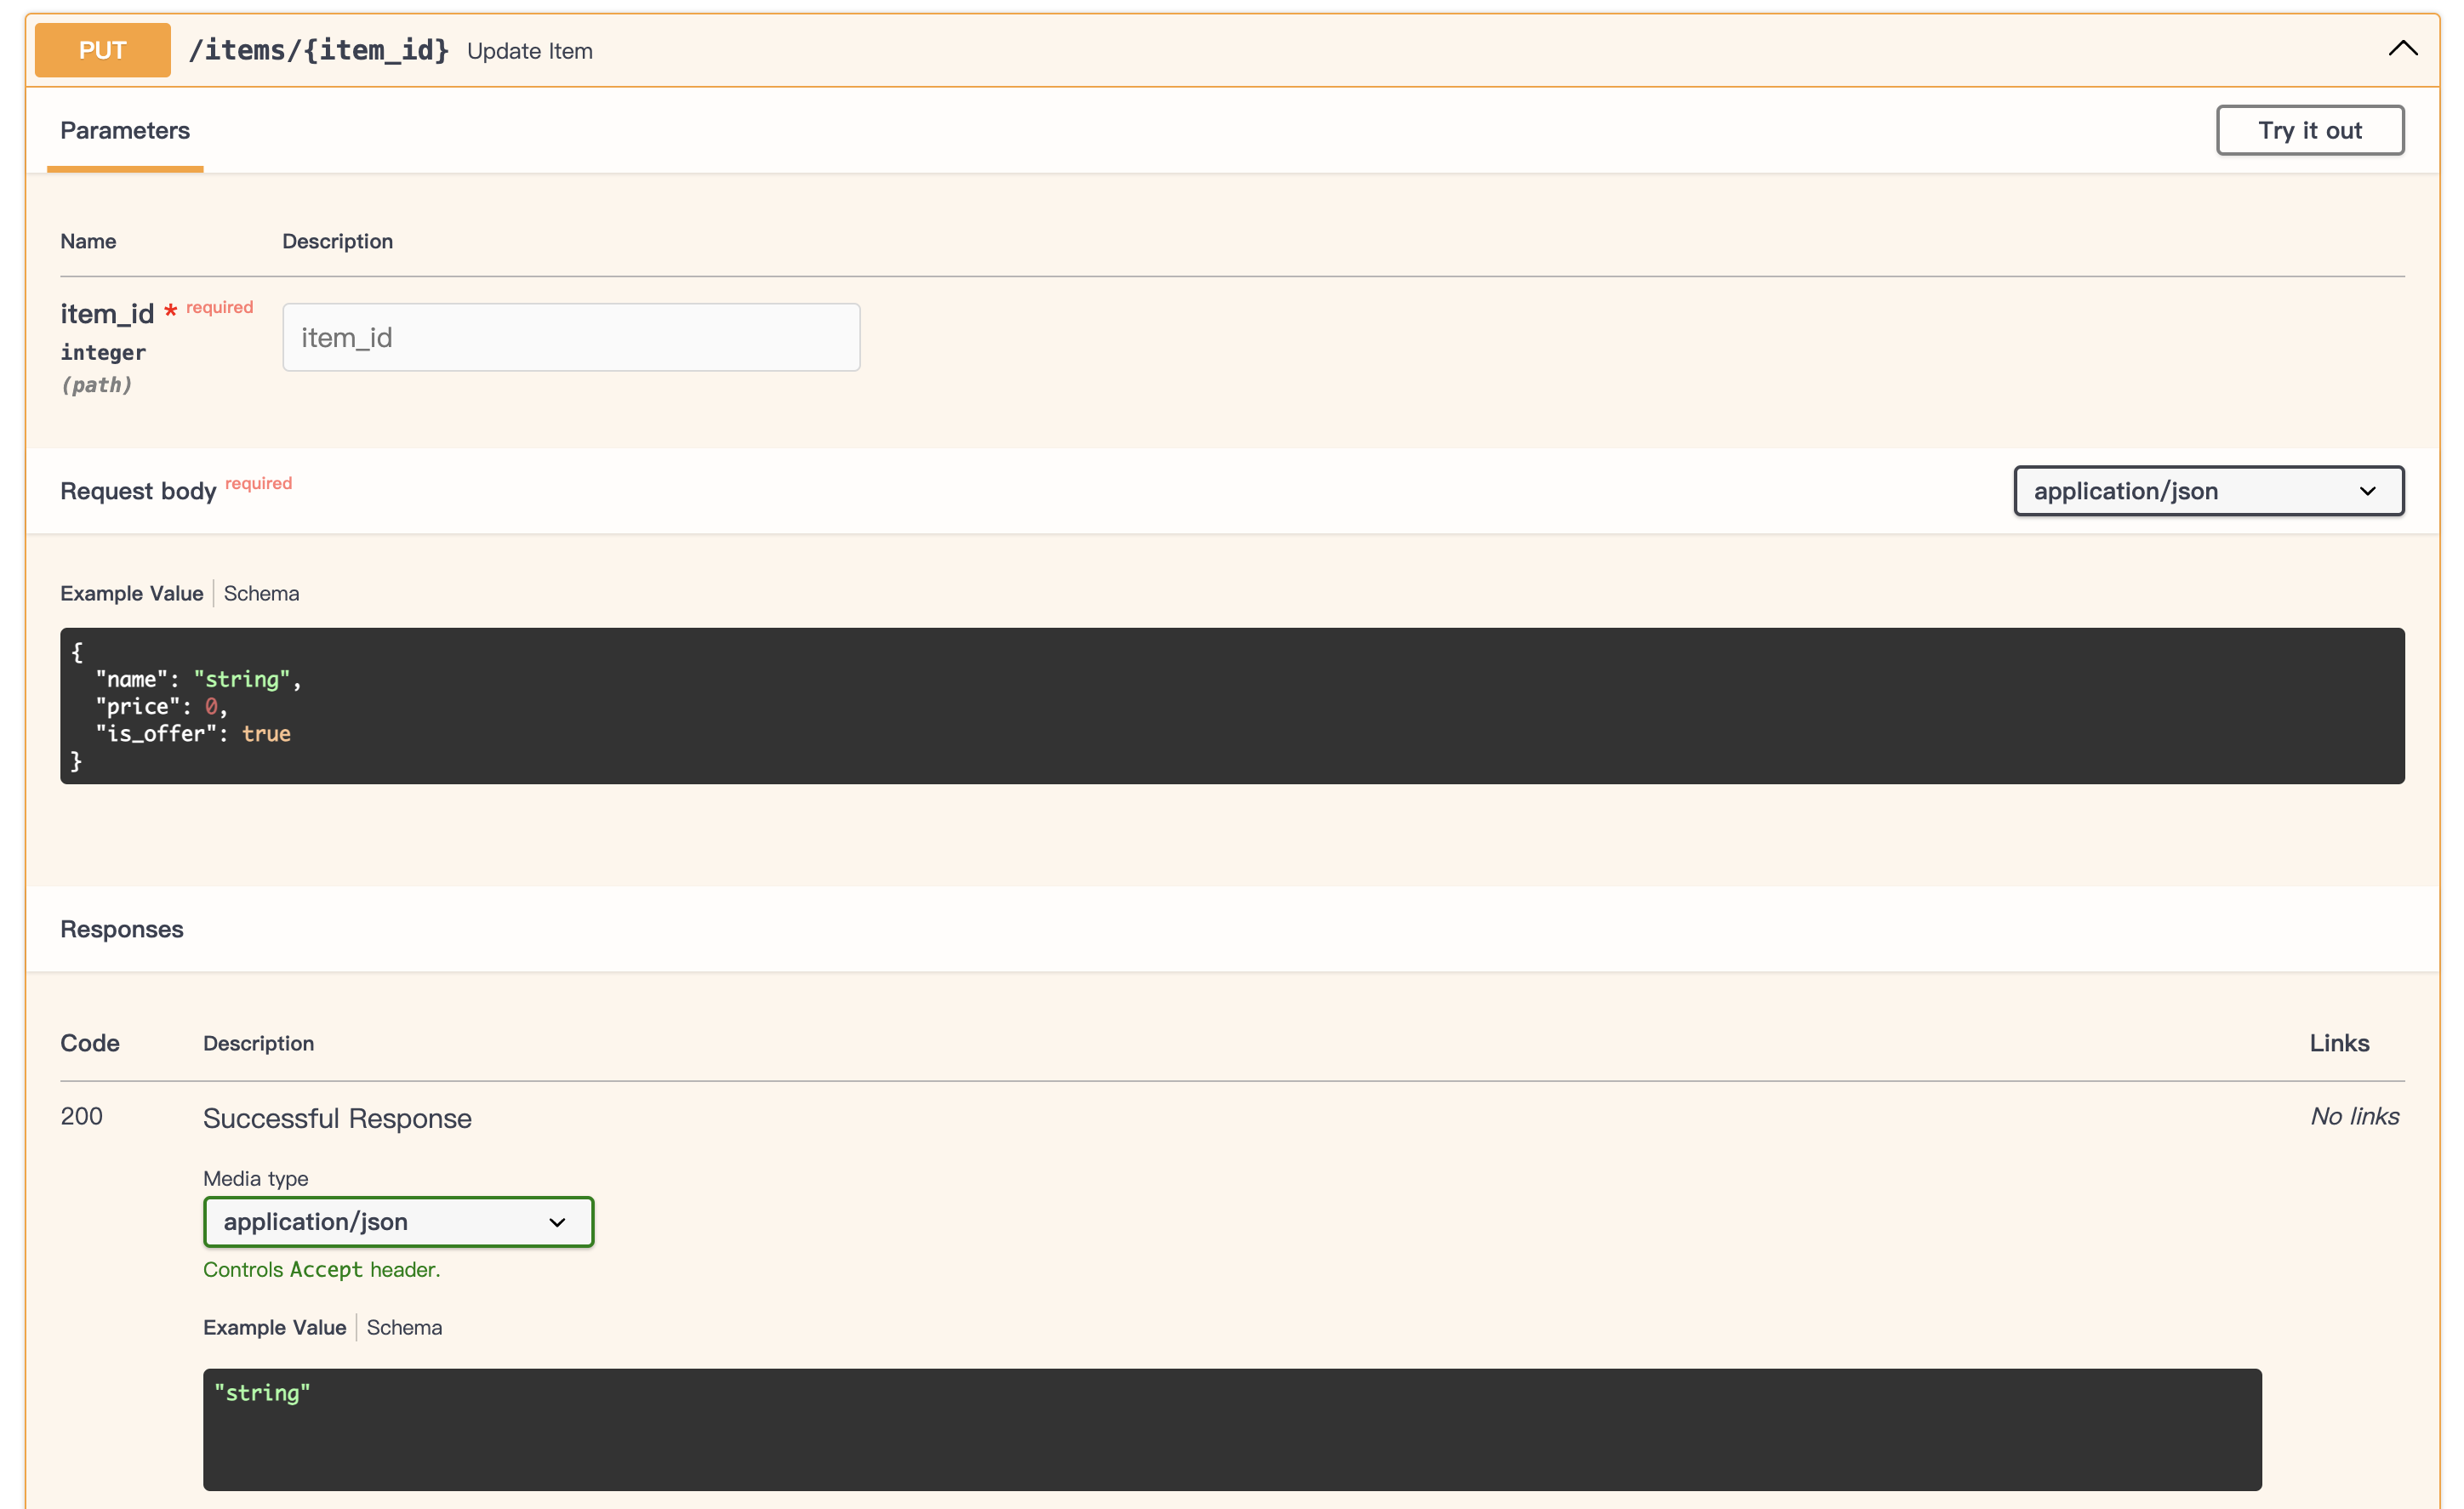 PUT /items/{item_id} Update Item
Parameters Try it out
Name Description
item_id * required item_id
integer
(path)
Request body required application/json
Example Value Schema
{
  "name": "string",
  "price": 0,
  "is_offer": true
}
Responses
Code Description Links
200 Successful Response No links
Media type
application/json
Controls Accept header.
Example Value Schema
"string"